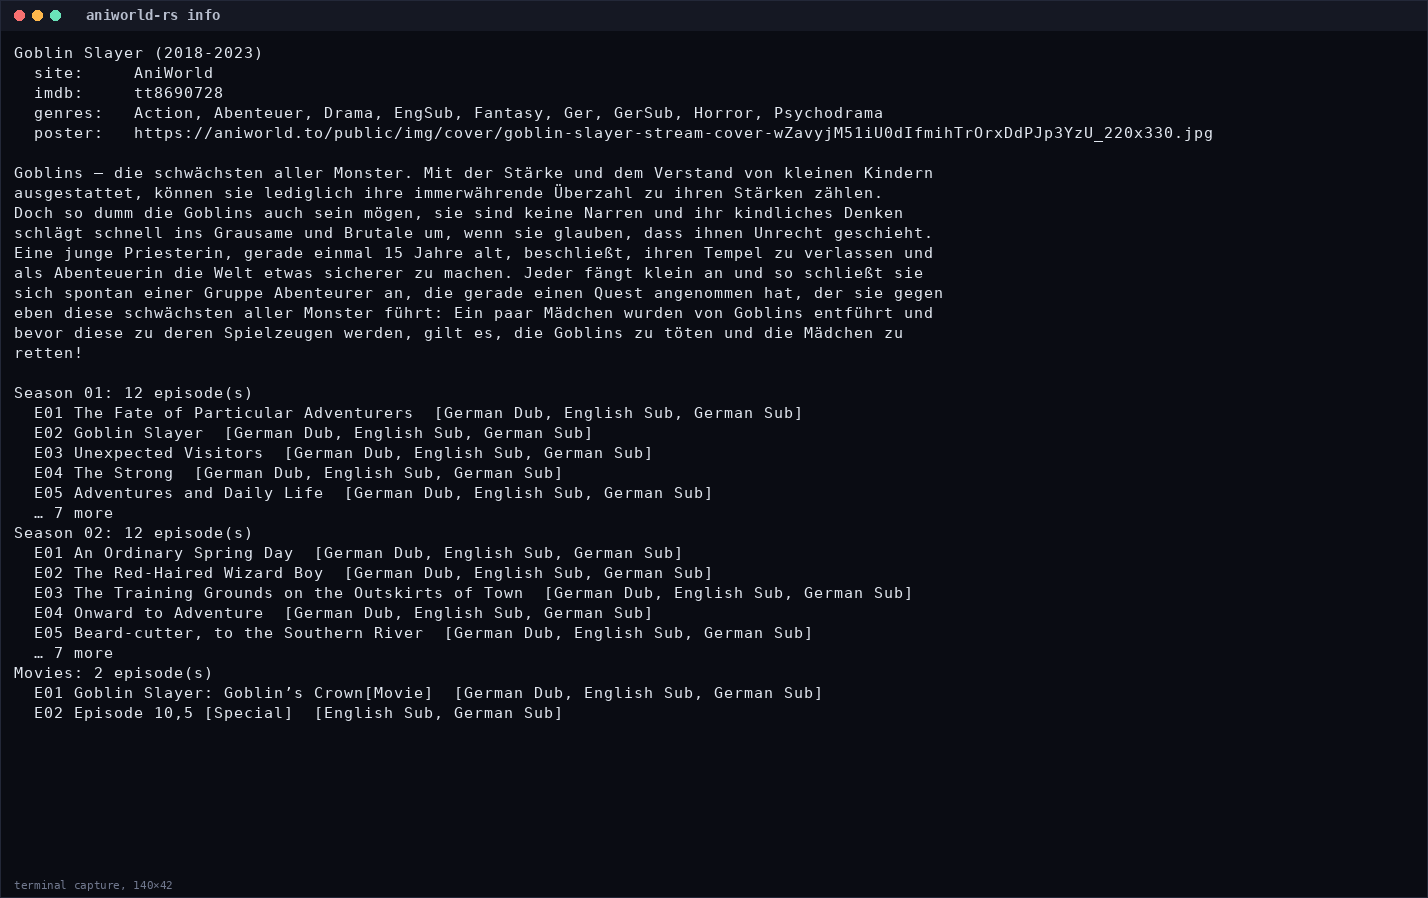 aniworld-rs info
Goblin Slayer (2018-2023)
site: AniWorld
imdb: tt8690728
genres: Action, Abenteuer, Drama, EngSub, Fantasy, Ger, GerSub, Horror, Psychodrama
poster: https://aniworld.to/public/img/cover/goblin-slayer-stream-cover-wZavyjM51iU0dIfmihTrOrxDdPJp3YzU_220x330.jpg
Goblins – die schwächsten aller Monster. Mit der Stärke und dem Verstand von kleinen Kindern
ausgestattet, können sie lediglich ihre immerwährende Überzahl zu ihren Stärken zählen.
Doch so dumm die Goblins auch sein mögen, sie sind keine Narren und ihr kindliches Denken
schlägt schnell ins Grausame und Brutale um, wenn sie glauben, dass ihnen Unrecht geschieht.
Eine junge Priesterin, gerade einmal 15 Jahre alt, beschließt, ihren Tempel zu verlassen und
als Abenteuerin die Welt etwas sicherer zu machen. Jeder fängt klein an und so schließt sie
sich spontan einer Gruppe Abenteurer an, die gerade einen Quest angenommen hat, der sie gegen
eben diese schwächsten aller Monster führt: Ein paar Mädchen wurden von Goblins entführt und
bevor diese zu deren Spielzeugen werden, gilt es, die Goblins zu töten und die Mädchen zu
retten!
Season 01: 12 episode(s)
E01 The Fate of Particular Adventurers [German Dub, English Sub, German Sub]
E02 Goblin Slayer [German Dub, English Sub, German Sub]
E03 Unexpected Visitors [German Dub, English Sub, German Sub]
E04 The Strong [German Dub, English Sub, German Sub]
E05 Adventures and Daily Life [German Dub, English Sub, German Sub]
… 7 more
Season 02: 12 episode(s)
E01 An Ordinary Spring Day [German Dub, English Sub, German Sub]
E02 The Red-Haired Wizard Boy [German Dub, English Sub, German Sub]
E03 The Training Grounds on the Outskirts of Town [German Dub, English Sub, German Sub]
E04 Onward to Adventure [German Dub, English Sub, German Sub]
E05 Beard-cutter, to the Southern River [German Dub, English Sub, German Sub]
… 7 more
Movies: 2 episode(s)
E01 Goblin Slayer: Goblin’s Crown[Movie] [German Dub, English Sub, German Sub]
E02 Episode 10,5 [Special] [English Sub, German Sub]
terminal capture, 140×42